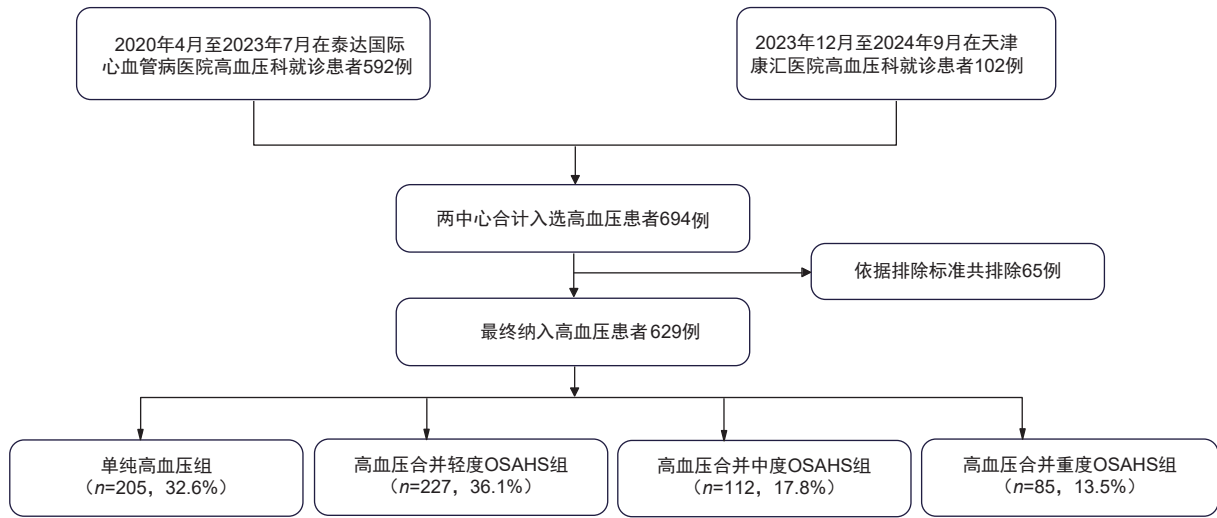 2020年4月至2023年7月在泰达国际
心血管病医院高血压科就诊患者592例
2023年12月至2024年9月在天津
康汇医院高血压科就诊患者102例
两中心合计入选高血压患者694例
依据排除标准共排除65例
最终纳入高血压患者629例
单纯高血压组
（n=205，32.6%）
高血压合并轻度OSAHS组
（n=227，36.1%）
高血压合并中度OSAHS组
（n=112，17.8%）
高血压合并重度OSAHS组
（n=85，13.5%）